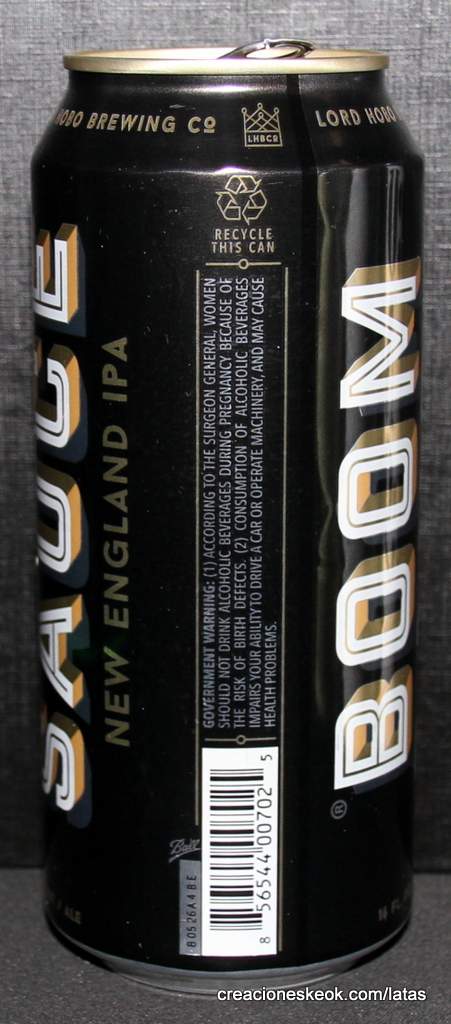 HOBO BREWING CO
LHBCO
LORD HOBO
RECYCLE
THIS CAN
SAUCE
NEW ENGLAND IPA
GOVERNMENT WARNING: (1) ACCORDING TO THE SURGEON GENERAL, WOMEN
SHOULD NOT DRINK ALCOHOLIC BEVERAGES DURING PREGNANCY BECAUSE OF
THE RISK OF BIRTH DEFECTS. (2) CONSUMPTION OF ALCOHOLIC BEVERAGES
IMPAIRS YOUR ABILITY TO DRIVE A CAR OR OPERATE MACHINERY, AND MAY CAUSE
HEALTH PROBLEMS.
BOOM
®
Ball
8 56544 00702 5
/ ALE
16 FL
creacioneskeok.com/latas